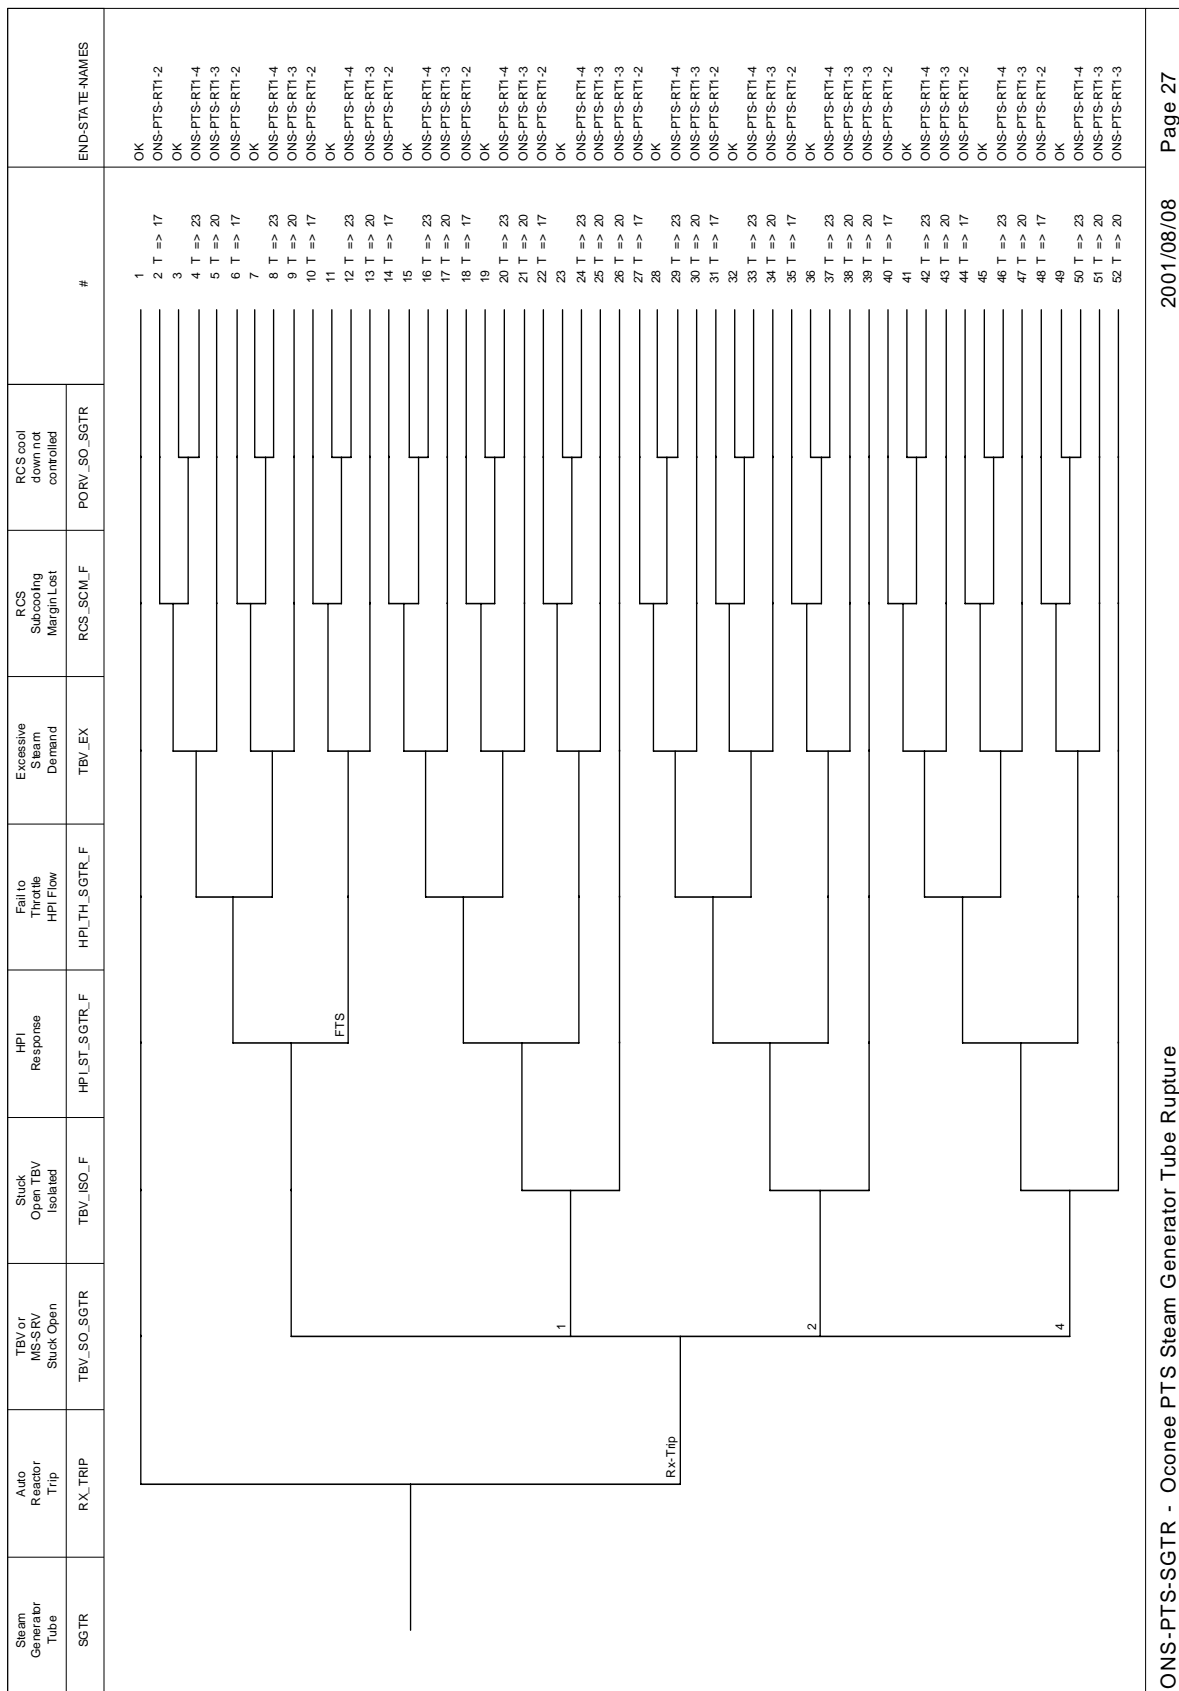 Steam
Generator
Tube
Auto
Reactor
Trip
TBV or
MS-SRV
Stuck Open
Stuck
Open TBV
Isolated
HPI
Response
Fail to
Throttle
HPI Flow
Excessive
Steam
Demand
RCS
Subcooling
Margin Lost
RCS cool
down not
controlled
SGTR
RX_TRIP
TBV_SO_SGTR
TBV_ISO_F
HPI_ST_SGTR_F
HPI_TH_SGTR_F
TBV_EX
RCS_SCM_F
PORV_SO_SGTR
#
END-STATE-NAMES
1 OK
2 T => 17 ONS-PTS-RT1-2
3 OK
4 T => 23 ONS-PTS-RT1-4
5 T => 20 ONS-PTS-RT1-3
6 T => 17 ONS-PTS-RT1-2
7 OK
8 T => 23 ONS-PTS-RT1-4
9 T => 20 ONS-PTS-RT1-3
10 T => 17 ONS-PTS-RT1-2
11 OK
FTS
12 T => 23 ONS-PTS-RT1-4
13 T => 20 ONS-PTS-RT1-3
14 T => 17 ONS-PTS-RT1-2
15 OK
16 T => 23 ONS-PTS-RT1-4
17 T => 20 ONS-PTS-RT1-3
18 T => 17 ONS-PTS-RT1-2
19 OK
20 T => 23 ONS-PTS-RT1-4
21 T => 20 ONS-PTS-RT1-3
22 T => 17 ONS-PTS-RT1-2
1
23 OK
24 T => 23 ONS-PTS-RT1-4
25 T => 20 ONS-PTS-RT1-3
26 T => 20 ONS-PTS-RT1-3
27 T => 17 ONS-PTS-RT1-2
28 OK
Rx-Trip
29 T => 23 ONS-PTS-RT1-4
30 T => 20 ONS-PTS-RT1-3
31 T => 17 ONS-PTS-RT1-2
32 OK
33 T => 23 ONS-PTS-RT1-4
34 T => 20 ONS-PTS-RT1-3
35 T => 17 ONS-PTS-RT1-2
2
36 OK
37 T => 23 ONS-PTS-RT1-4
38 T => 20 ONS-PTS-RT1-3
39 T => 20 ONS-PTS-RT1-3
40 T => 17 ONS-PTS-RT1-2
41 OK
42 T => 23 ONS-PTS-RT1-4
43 T => 20 ONS-PTS-RT1-3
44 T => 17 ONS-PTS-RT1-2
45 OK
46 T => 23 ONS-PTS-RT1-4
47 T => 20 ONS-PTS-RT1-3
48 T => 17 ONS-PTS-RT1-2
4
49 OK
50 T => 23 ONS-PTS-RT1-4
51 T => 20 ONS-PTS-RT1-3
52 T => 20 ONS-PTS-RT1-3
ONS-PTS-SGTR - Oconee PTS Steam Generator Tube Rupture 2001/08/08 Page 27